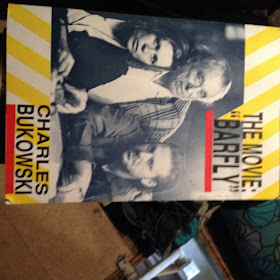 THE MOVIE:
"BARFLY"
CHARLES
BUKOWSKI